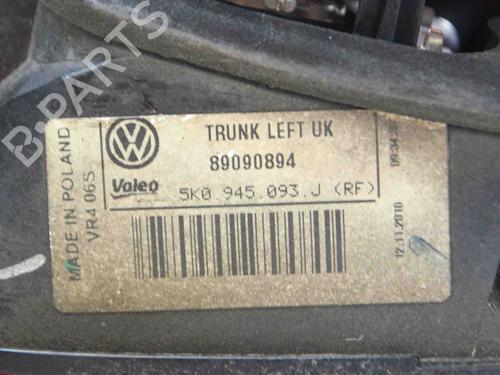 TRUNK LEFT UK
89090894
Valeo
5K0 945.093.J (RF)
MADE IN POLAND
VR4 06S
12.11.2010
B-PARTS